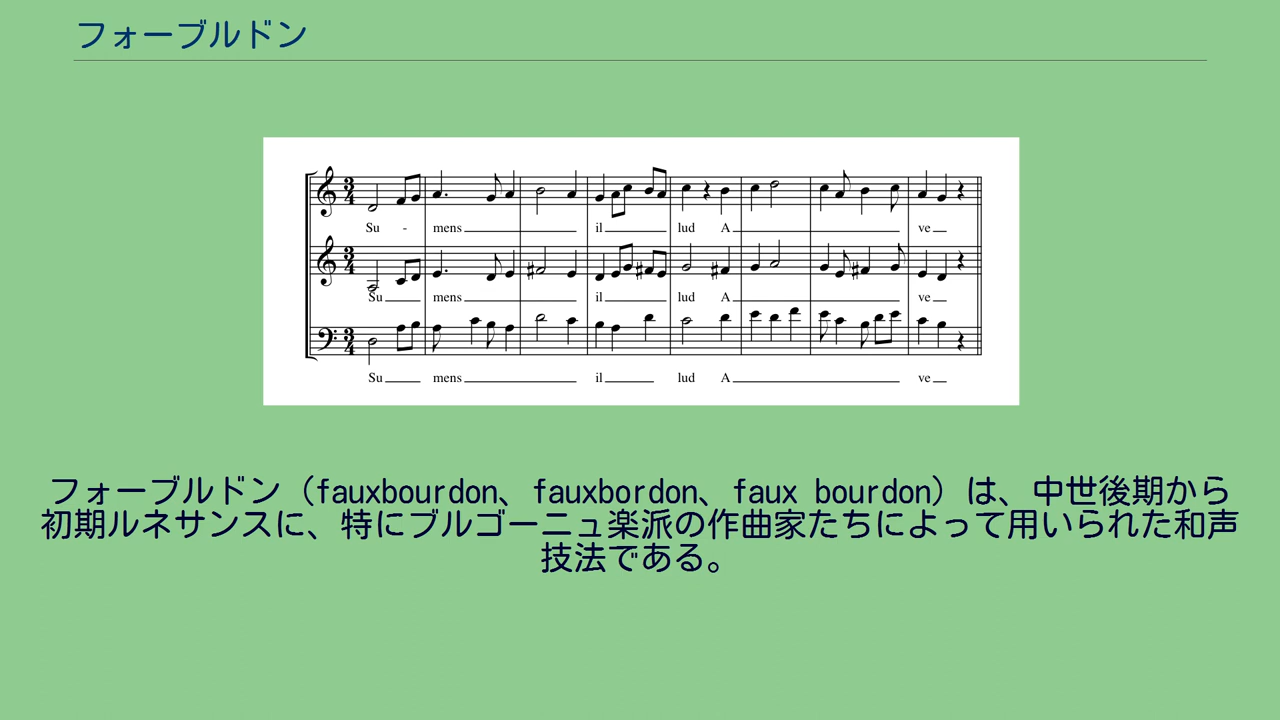 フォーブルドン
Su - mens il lud A ve
Su mens il lud A ve
Su mens il lud A ve
フォーブルドン（fauxbourdon、fauxbordon、faux bourdon）は、中世後期から
初期ルネサンスに、特にブルゴーニュ楽派の作曲家たちによって用いられた和声
技法である。